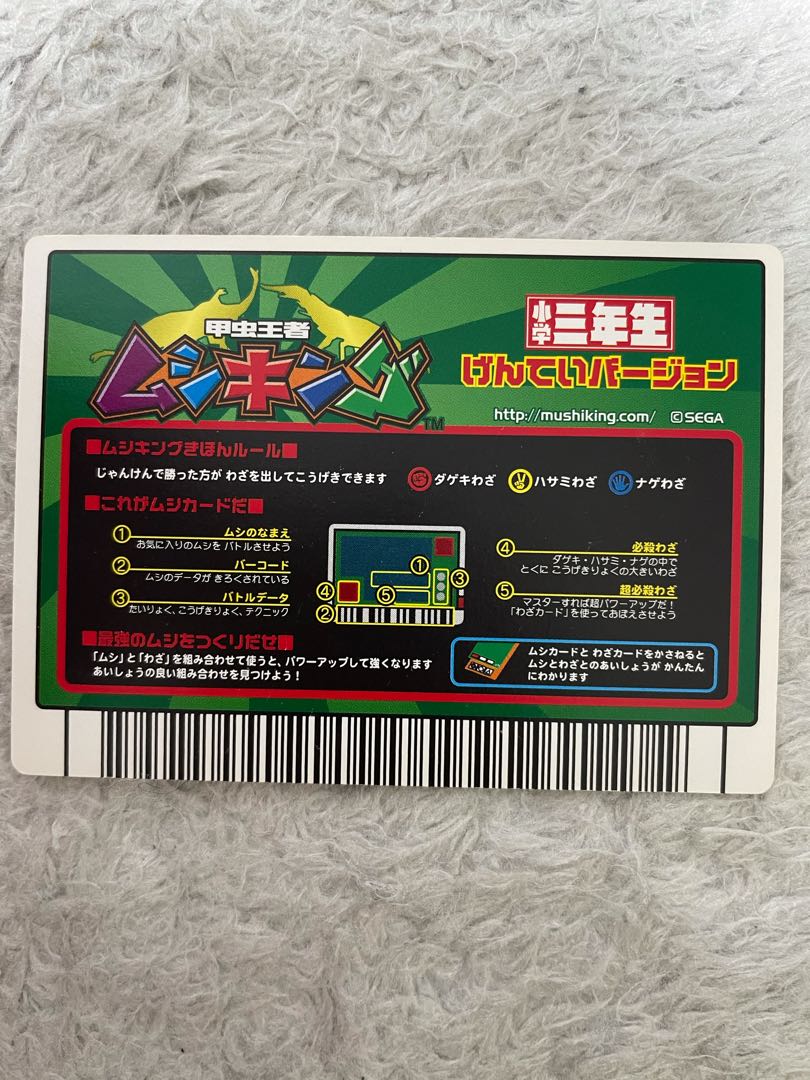 甲虫王者
ムシキング
TM
小学三年生
げんていバージョン
http://mushiking.com/ ©SEGA
■ムシキングきほんルール■
じゃんけんで勝った方が わざを出してこうげきできます
ダゲキわざ ハサミわざ ナゲわざ
■これがムシカードだ■
① ムシのなまえ
お気に入りのムシを バトルさせよう
② バーコード
ムシのデータが きろくされている
③ バトルデータ
たいりょく、こうげきりょく、テクニック
①
③
④
⑤
②
④ 必殺わざ
ダゲキ・ハサミ・ナゲの中で
とくに こうげきりょくの大きいわざ
⑤ 超必殺わざ
マスターすれば超パワーアップだ!
「わざカード」を使っておぼえさせよう
■最強のムシをつくりだせ■
「ムシ」と「わざ」を組み合わせて使うと、パワーアップして強くなります
あいしょうの良い組み合わせを見つけよう!
ムシカードと わざカードをかさねると
ムシとわざとのあいしょうが かんたん
にわかります